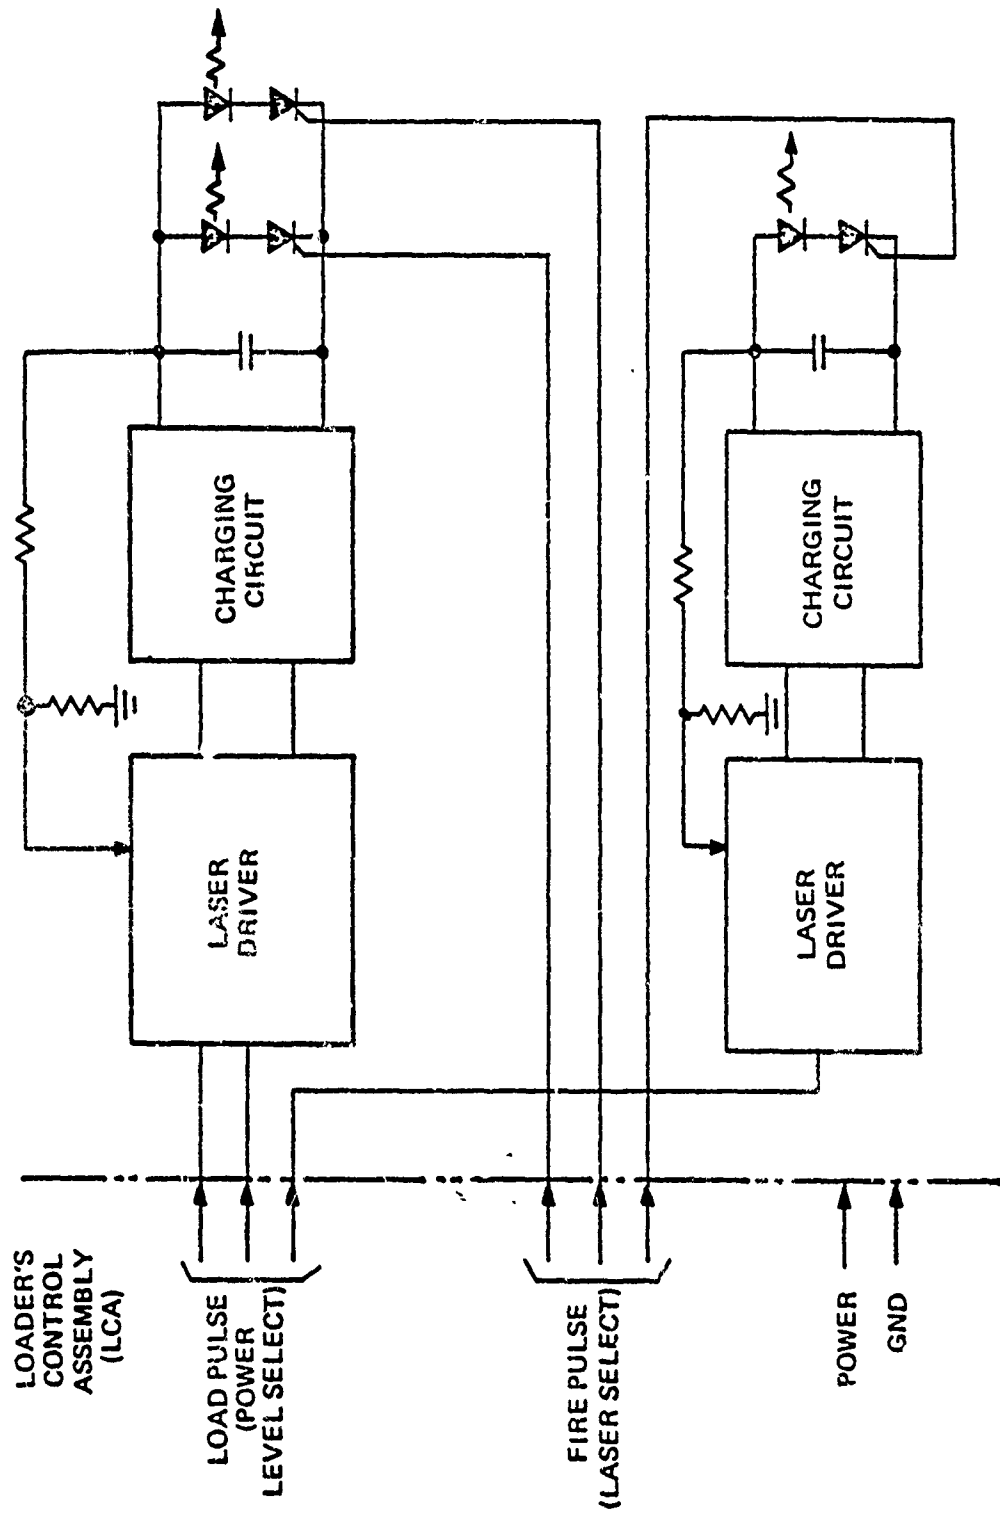 LOADER'S
CONTROL
ASSEMBLY
(LCA)
LOAD PULSE
(POWER
LEVEL SELECT)
FIRE PULSE
(LASER SELECT)
POWER
GND
LASER
DRIVER
LASER
DRIVER
CHARGING
CIRCUIT
CHARGING
CIRCUIT